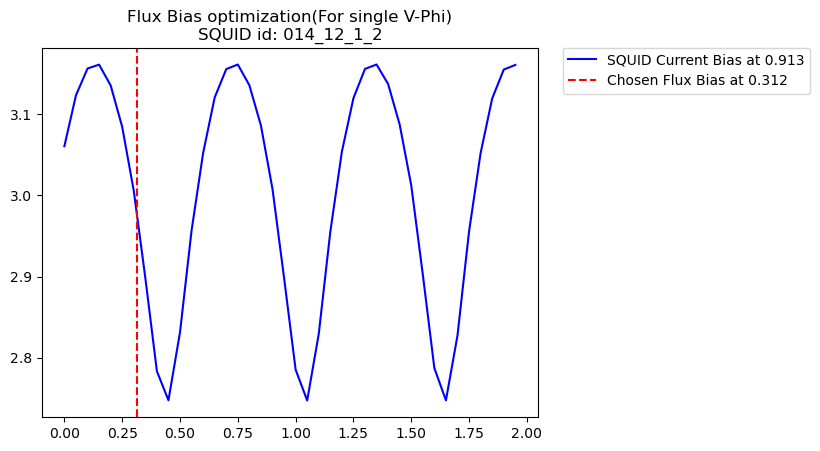 Flux Bias optimization(For single V-Phi)
SQUID id: 014_12_1_2
SQUID Current Bias at 0.913
Chosen Flux Bias at 0.312
3.1
3.0
2.9
2.8
0.00 0.25 0.50 0.75 1.00 1.25 1.50 1.75 2.00